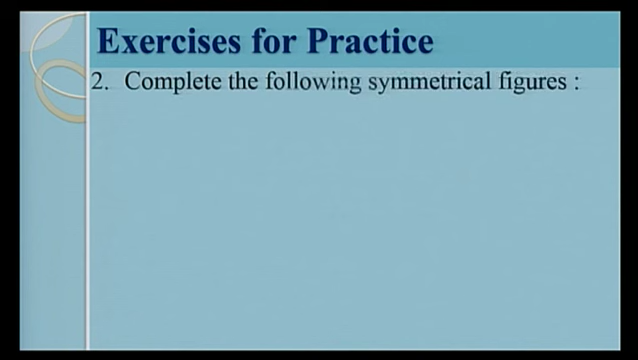 Exercises for Practice
2. Complete the following symmetrical figures :